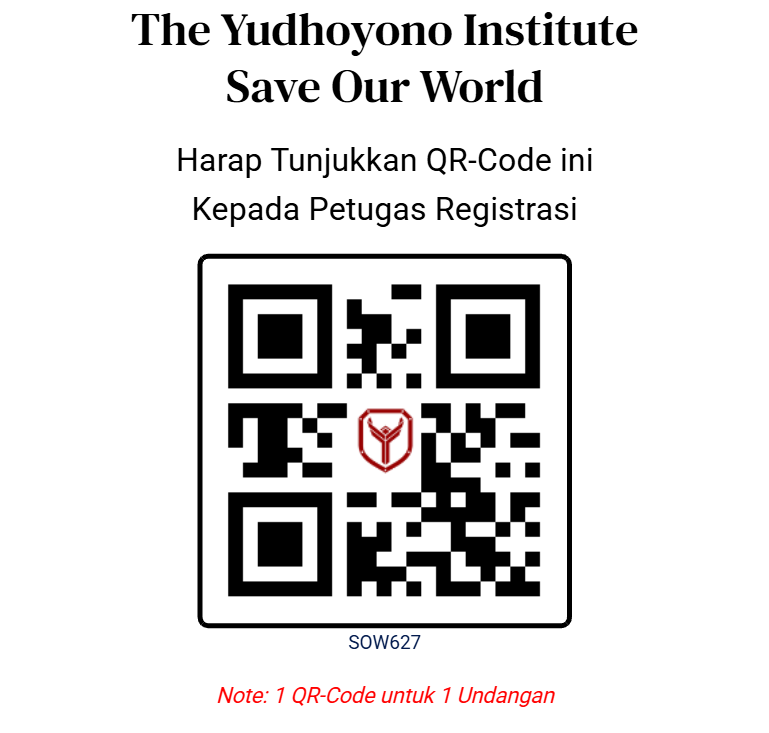 The Yudhoyono Institute
Save Our World
Harap Tunjukkan QR-Code ini
Kepada Petugas Registrasi
SOW627
Note: 1 QR-Code untuk 1 Undangan